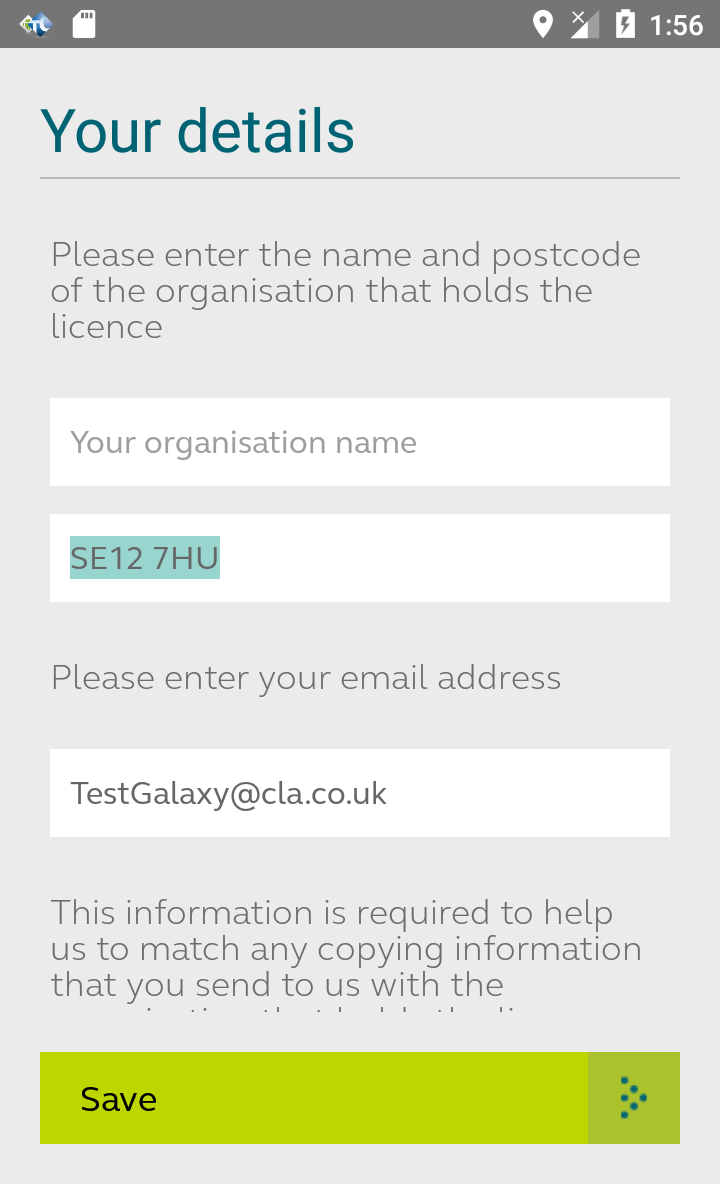 1:56
Your details
Please enter the name and postcode
of the organisation that holds the
licence
Your organisation name
SE12 7HU
Please enter your email address
TestGalaxy@cla.co.uk
This information is required to help
us to match any copying information
that you send to us with the
Save